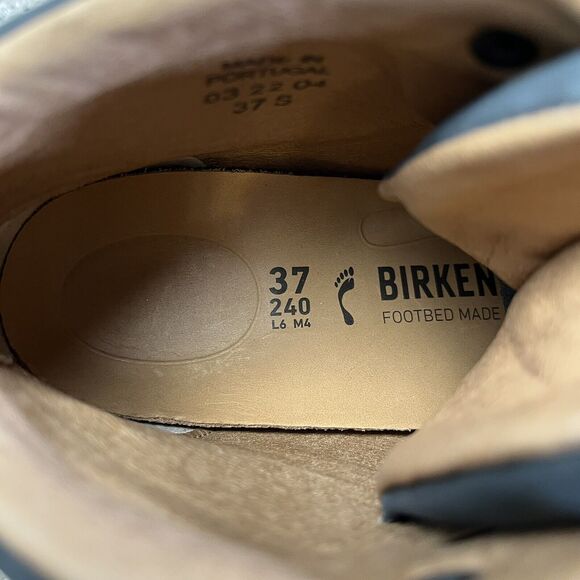 MADE IN
PORTUGAL
03 22 04
37 S
37
240
L6 M4
BIRKEN
FOOTBED MADE